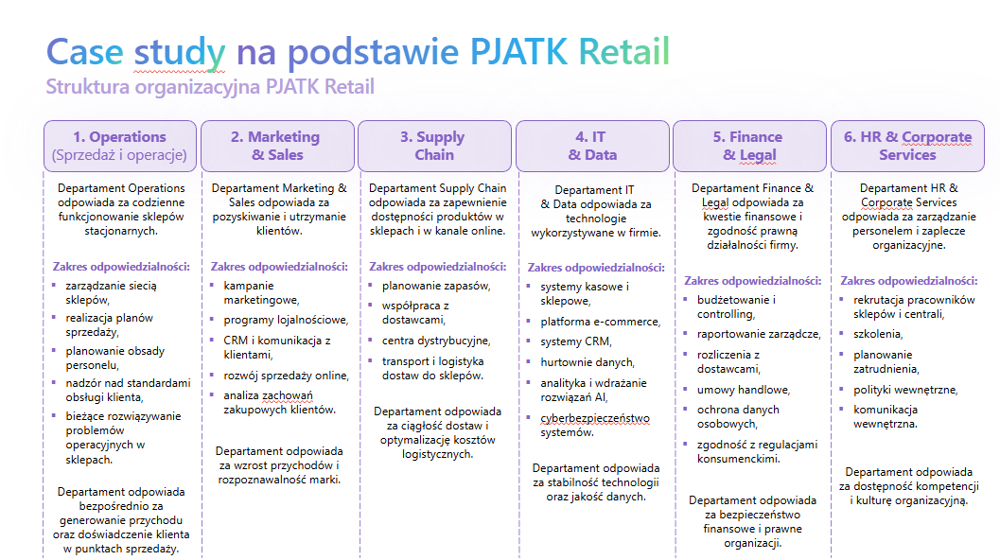 Case study na podstawie PJATK Retail
Struktura organizacyjna PJATK Retail
1. Operations
(Sprzedaż i operacje)
Departament Operations
odpowiada za codzienne
funkcjonowanie sklepów
stacjonarnych.
Zakres odpowiedzialności:
▪ zarządzanie siecią
sklepów,
▪ realizacja planów
sprzedaży,
▪ planowanie obsady
personelu,
▪ nadzór nad standardami
obsługi klienta,
▪ bieżące rozwiązywanie
problemów
operacyjnych w
sklepach.
Departament odpowiada
bezpośrednio za
generowanie przychodu
oraz doświadczenie klienta
w punktach sprzedaży.
2. Marketing
& Sales
Departament Marketing &
Sales odpowiada za
pozyskiwanie i utrzymanie
klientów.
Zakres odpowiedzialności:
▪ kampanie
marketingowe,
▪ programy lojalnościowe,
▪ CRM i komunikacja z
klientami,
▪ rozwój sprzedaży online,
▪ analiza zachowań
zakupowych klientów.
Departament odpowiada
za wzrost przychodów i
rozpoznawalność marki.
3. Supply
Chain
Departament Supply Chain
odpowiada za zapewnienie
dostępności produktów w
sklepach i w kanale online.
Zakres odpowiedzialności:
▪ planowanie zapasów,
▪ współpraca z
dostawcami,
▪ centra dystrybucyjne,
▪ transport i logistyka
dostaw do sklepów.
Departament odpowiada
za ciągłość dostaw i
optymalizację kosztów
logistycznych.
4. IT
& Data
Departament IT
& Data odpowiada za
technologie
wykorzystywane w firmie.
Zakres odpowiedzialności:
▪ systemy kasowe i
sklepowe,
▪ platforma e-commerce,
▪ systemy CRM,
▪ hurtownie danych,
▪ analityka i wdrażanie
rozwiązań AI,
▪ cyberbezpieczeństwo
systemów.
Departament odpowiada
za stabilność technologii
oraz jakość danych.
5. Finance
& Legal
Departament Finance &
Legal odpowiada za
kwestie finansowe i
zgodność prawną
działalności firmy.
Zakres odpowiedzialności:
▪ budżetowanie i
controlling,
▪ raportowanie zarządcze,
▪ rozliczenia z
dostawcami,
▪ umowy handlowe,
▪ ochrona danych
osobowych,
▪ zgodność z regulacjami
konsumenckimi.
Departament odpowiada
za bezpieczeństwo
finansowe i prawne
organizacji.
6. HR & Corporate
Services
Departament HR &
Corporate Services
odpowiada za zarządzanie
personelem i zaplecze
organizacyjne.
Zakres odpowiedzialności:
▪ rekrutacja pracowników
sklepów i centrali,
▪ szkolenia,
▪ planowanie
zatrudnienia,
▪ polityki wewnętrzne,
▪ komunikacja
wewnętrzna.
Departament odpowiada
za dostępność kompetencji
i kulturę organizacyjną.